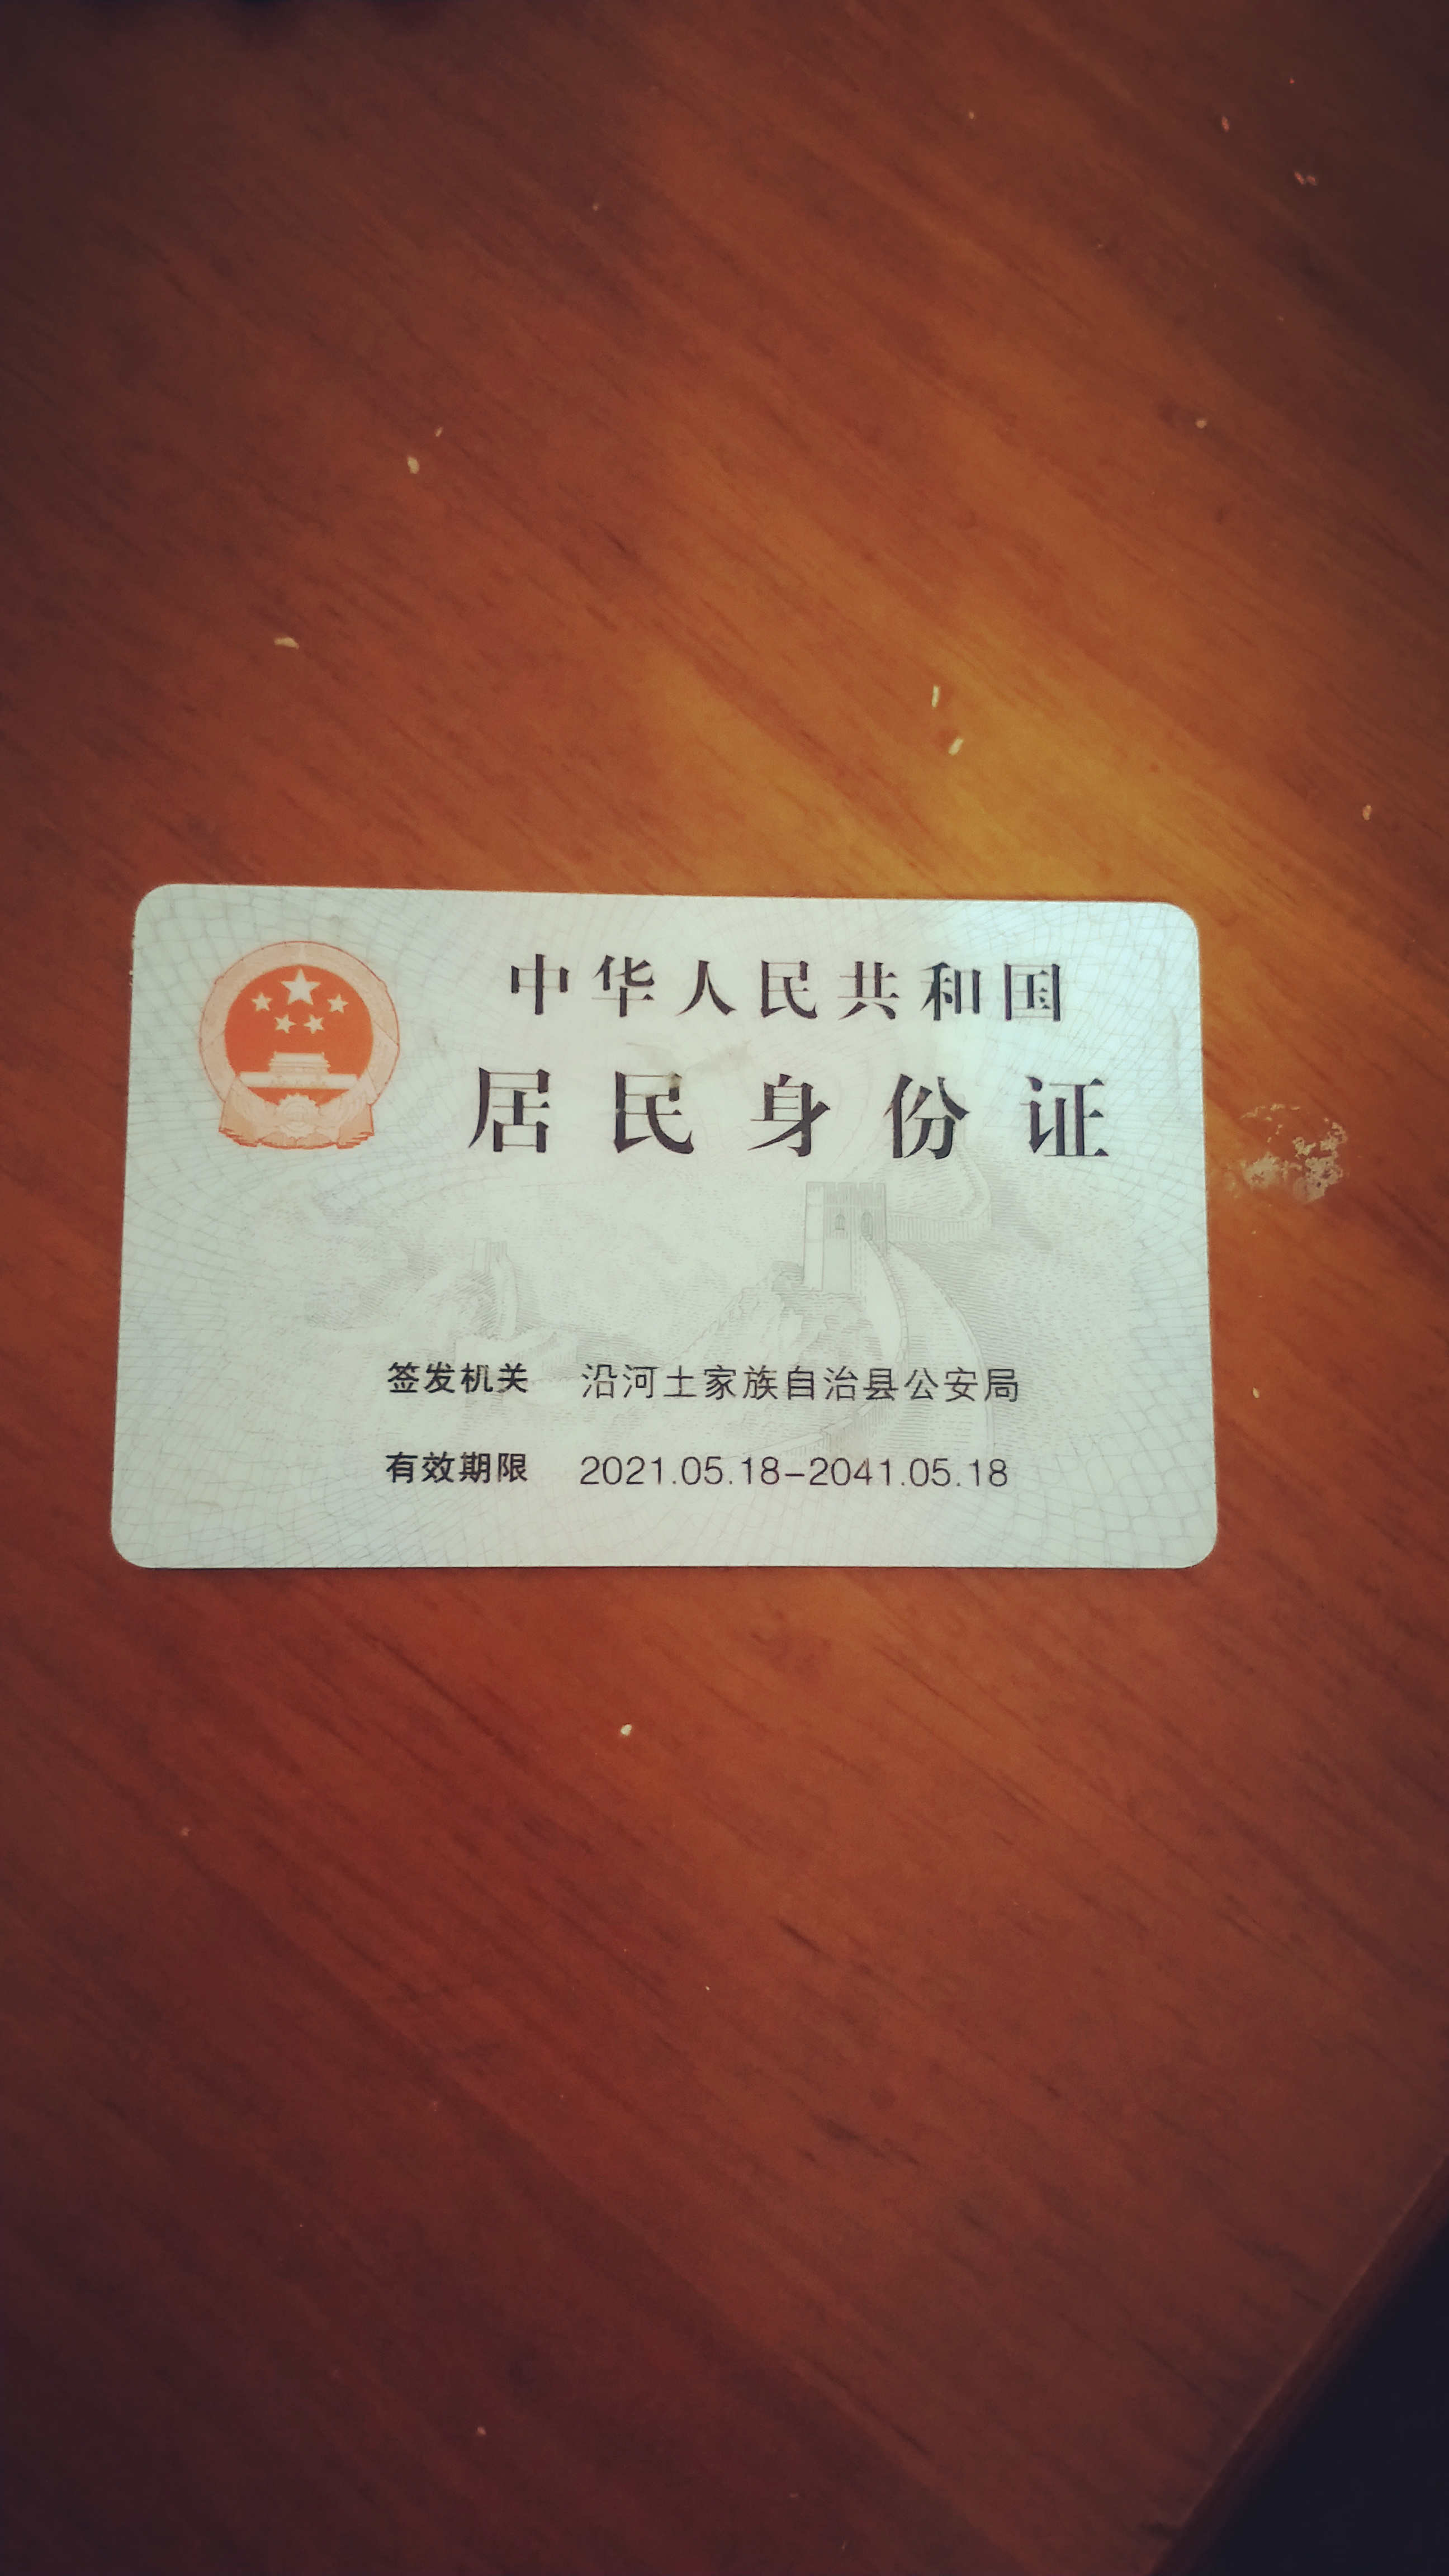 中华人民共和国
居民身份证
签发机关 沿河土家族自治县公安局
有效期限 2021.05.18-2041.05.18